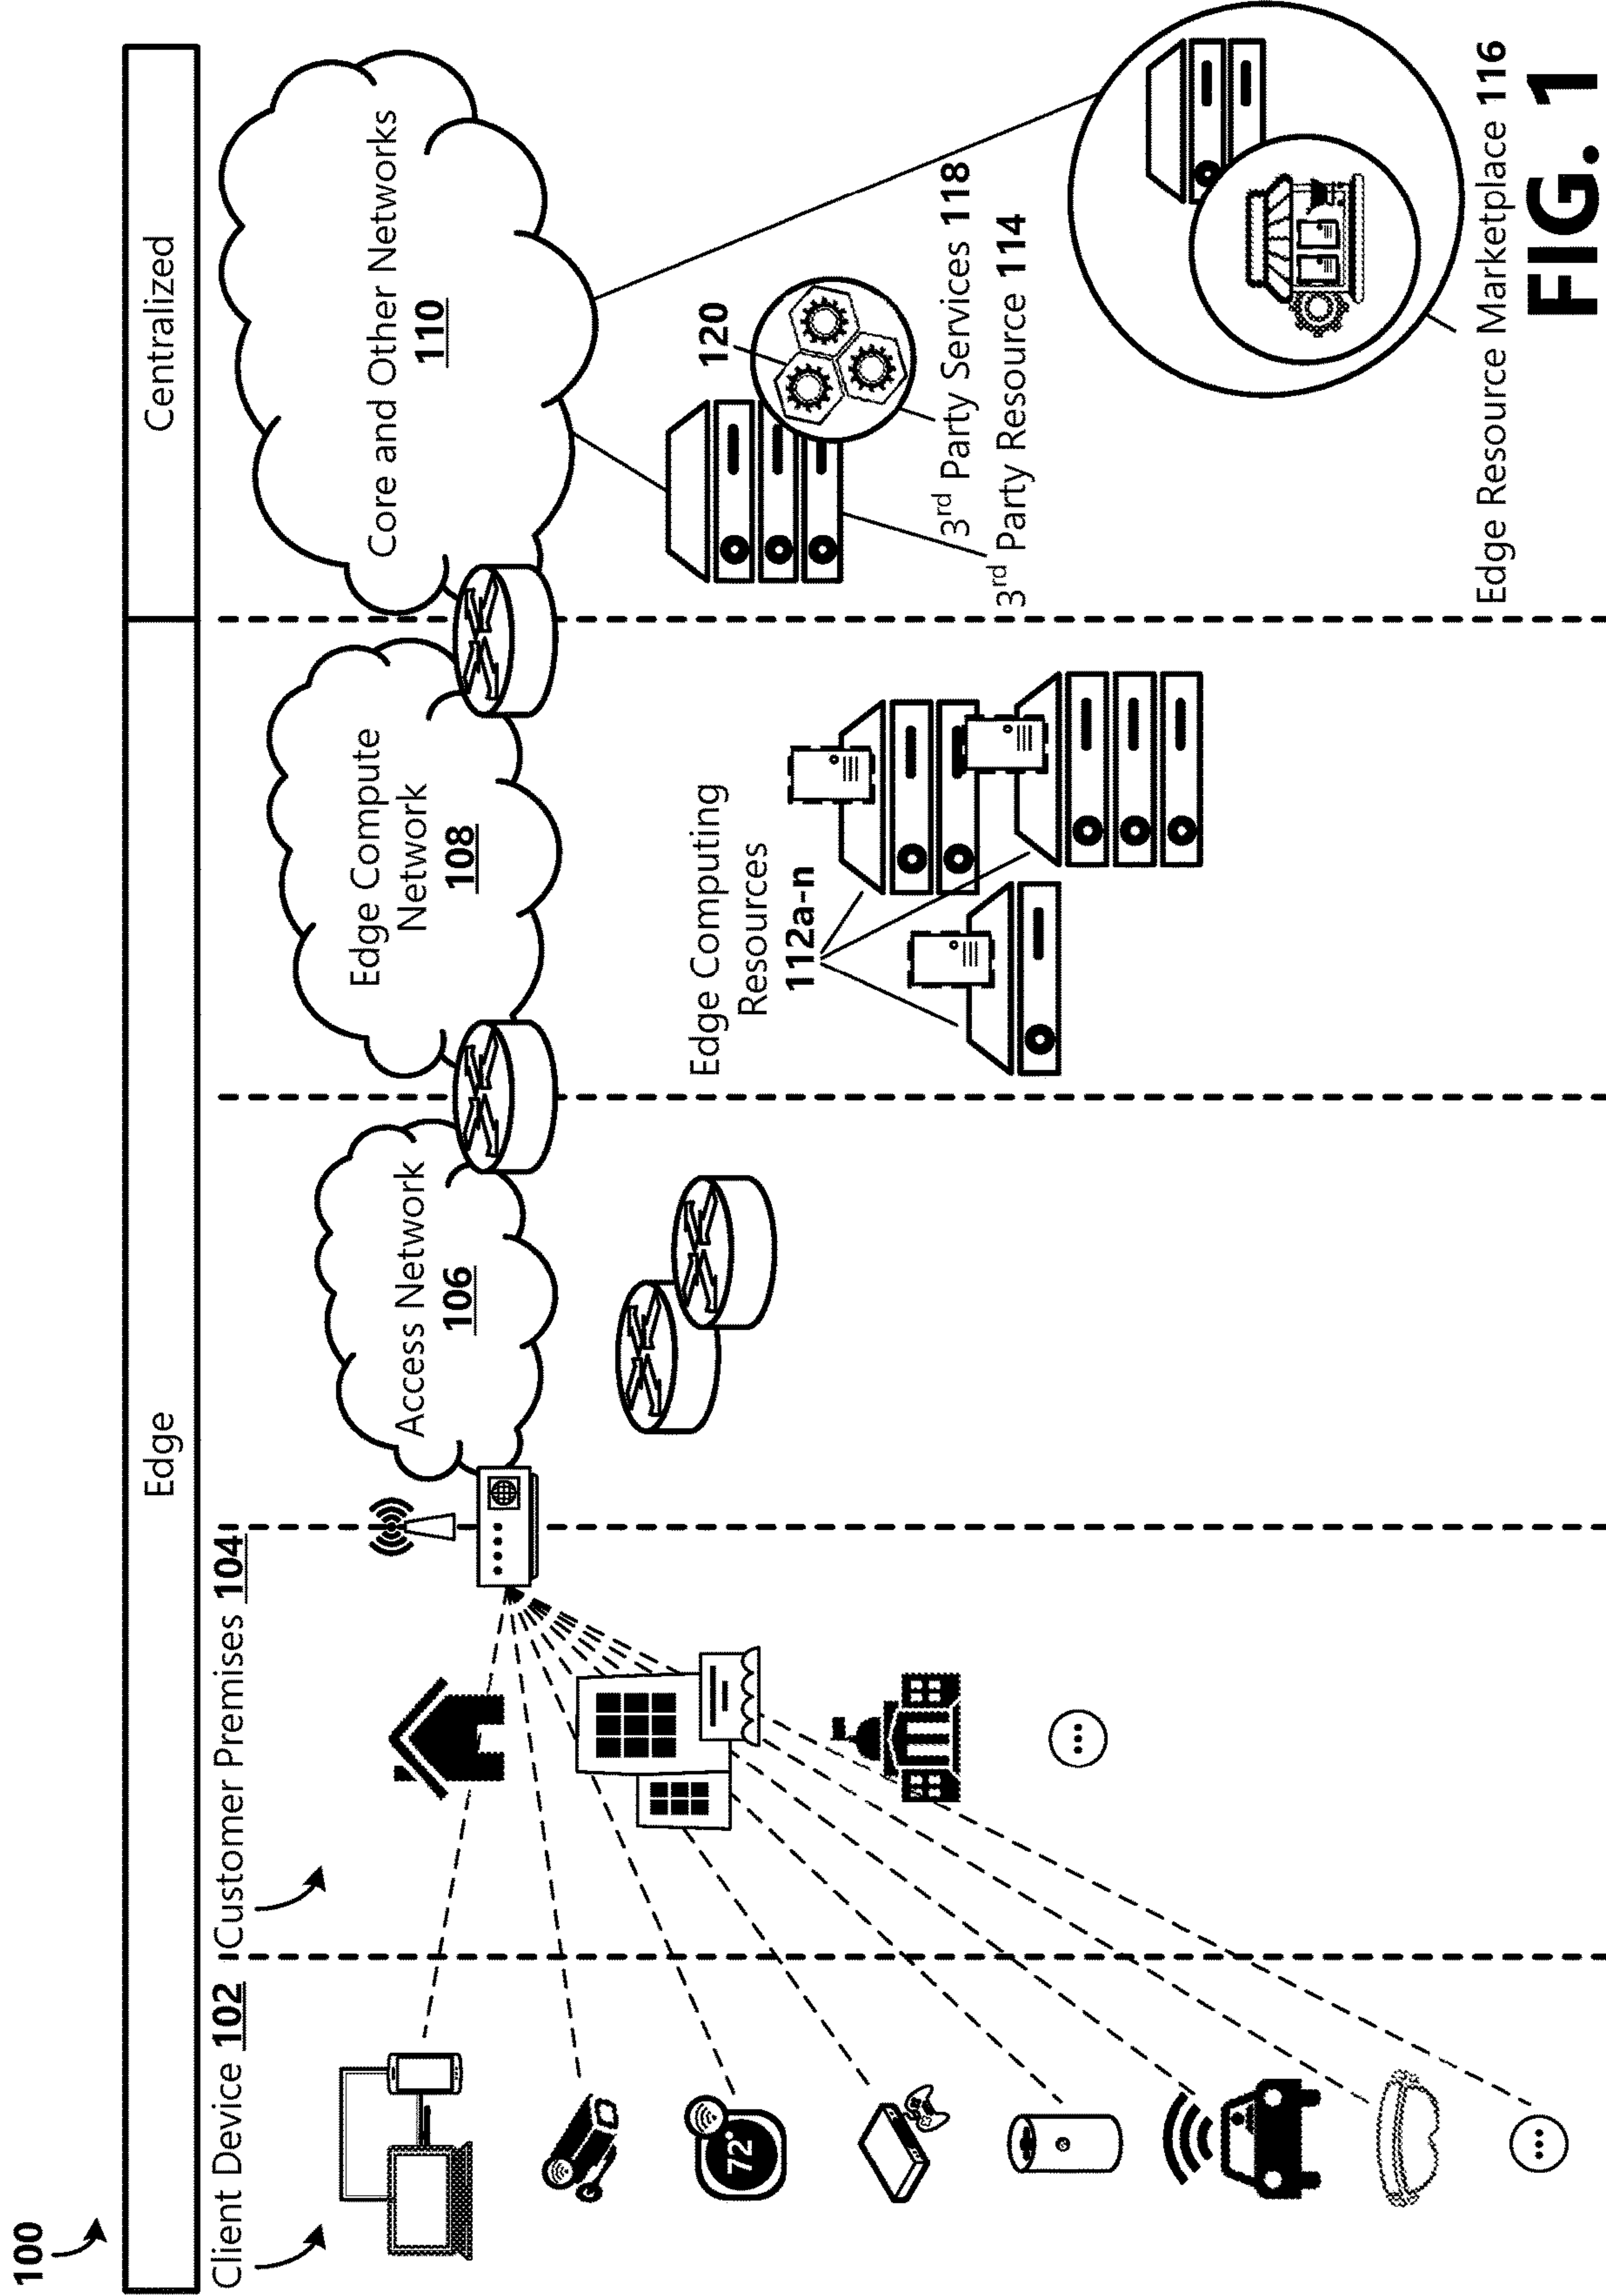 100
Edge
Centralized
Client Device 102
Customer Premises 104
Access Network
106
Edge Compute
Network
108
Core and Other Networks
110
72°
Edge Computing
Resources
112a-n
120
3rd Party Services 118
3rd Party Resource 114
Edge Resource Marketplace 116
FIG. 1